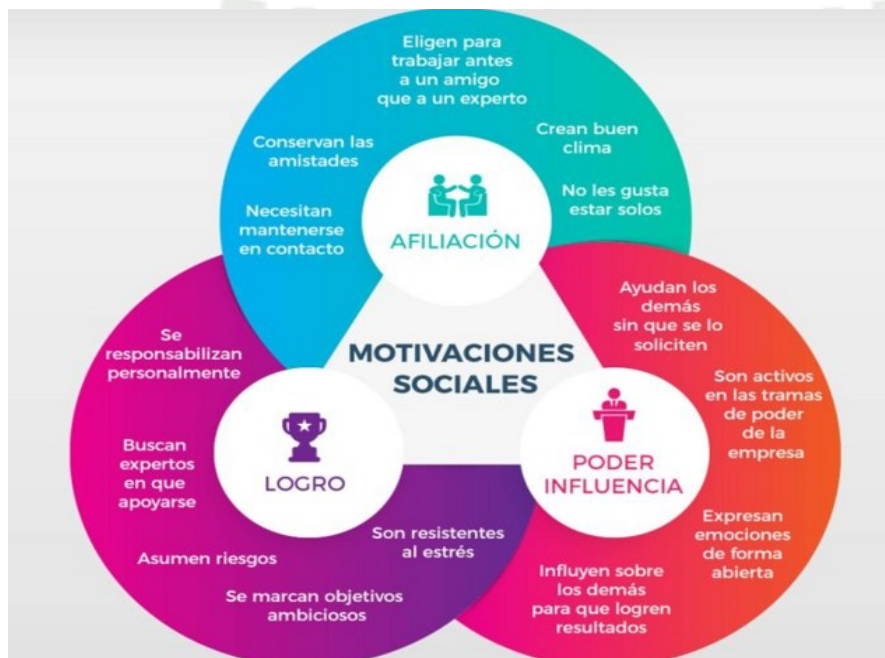 Eligen para
trabajar antes
a un amigo
que a un experto
Conservan las
amistades
Crean buen
clima
Necesitan
mantenerse
en contacto
No les gusta
estar solos
AFILIACIÓN
MOTIVACIONES
SOCIALES
Se
responsabilizan
personalmente
Buscan
expertos
en que
apoyarse
LOGRO
Asumen riesgos
Son resistentes
al estrés
Se marcan objetivos
ambiciosos
Ayudan los
demás
sin que se lo
soliciten
Son activos
en las tramas
de poder
de la
empresa
PODER
INFLUENCIA
Expresan
emociones
de forma
abierta
Influyen sobre
los demás
para que logren
resultados